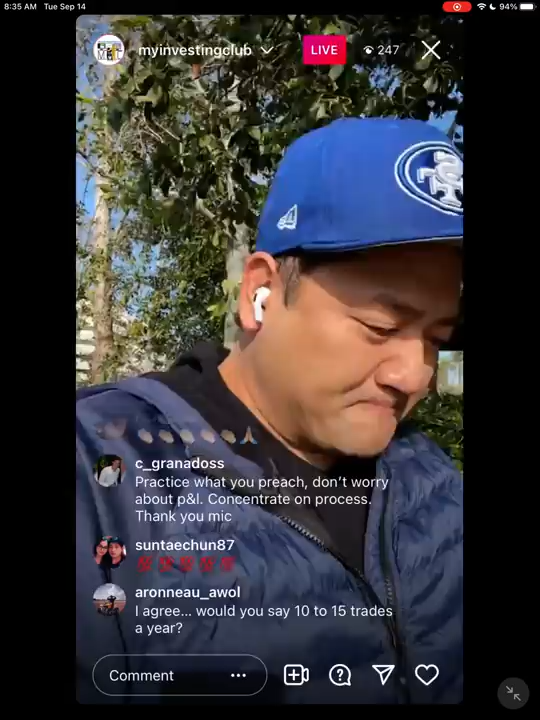 8:35 AM Tue Sep 14
94%
myinvestingclub
LIVE
247
SF
c_granadoss
Practice what you preach, don't worry
about p&l. Concentrate on process.
Thank you mic
suntaechun87
💯💯💯💯💯
aronneau_awol
I agree... would you say 10 to 15 trades
a year?
Comment